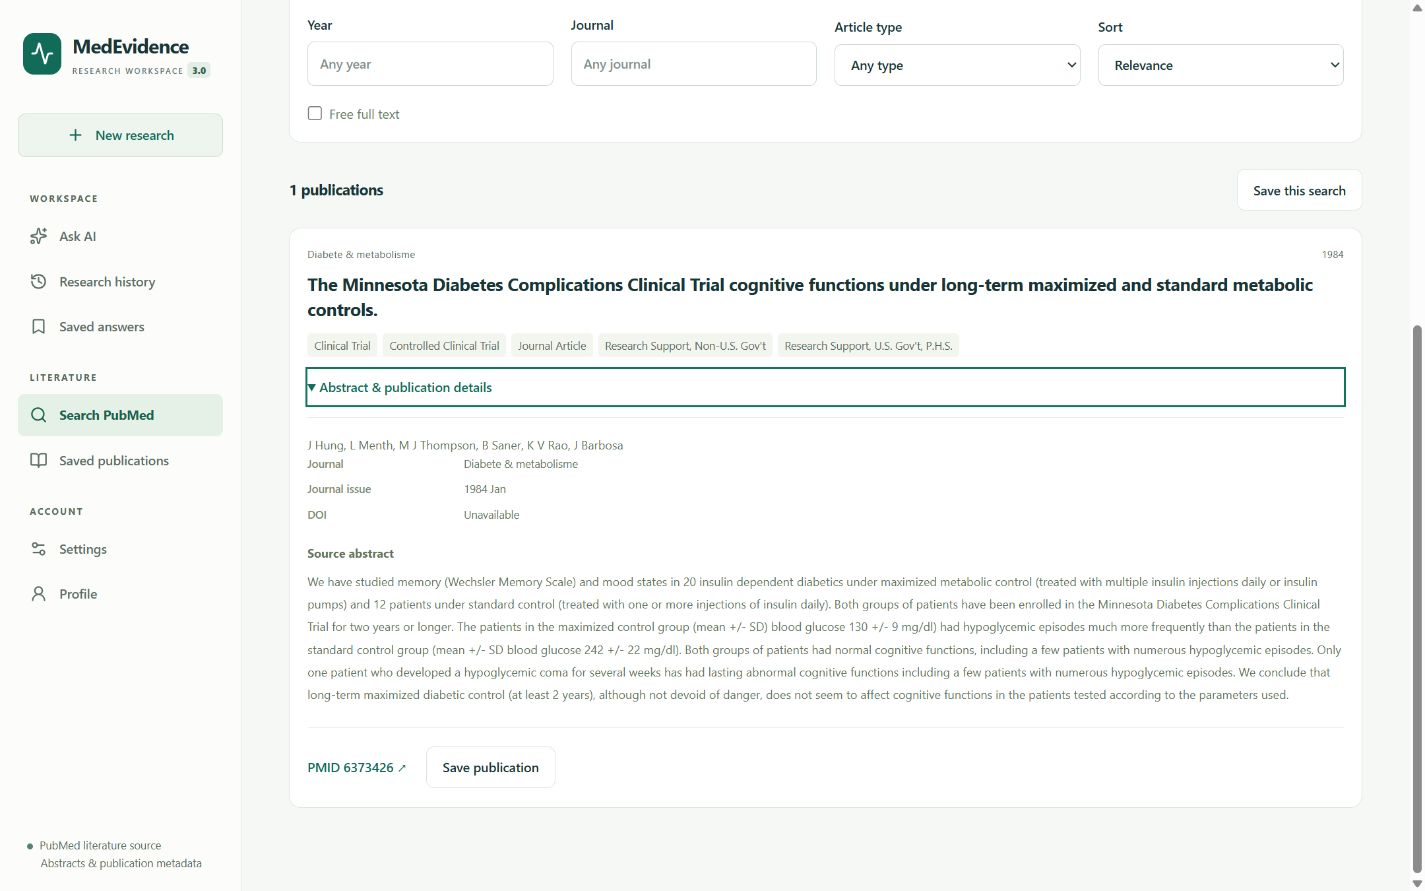 MedEvidence
RESEARCH WORKSPACE 3.0
New research
WORKSPACE
Ask AI
Research history
Saved answers
LITERATURE
Search PubMed
Saved publications
ACCOUNT
Settings
Profile
PubMed literature source
Abstracts & publication metadata
Year
Any year
Journal
Any journal
Article type
Any type
Sort
Relevance
Free full text
1 publications
Save this search
Diabete & metabolisme
1984
The Minnesota Diabetes Complications Clinical Trial cognitive functions under long-term maximized and standard metabolic
controls.
Clinical Trial
Controlled Clinical Trial
Journal Article
Research Support, Non-U.S. Gov't
Research Support, U.S. Gov't, P.H.S.
Abstract & publication details
J Hung, L Menth, M J Thompson, B Saner, K V Rao, J Barbosa
Journal Diabete & metabolisme
Journal issue 1984 Jan
DOI Unavailable
Source abstract
We have studied memory (Wechsler Memory Scale) and mood states in 20 insulin dependent diabetics under maximized metabolic control (treated with multiple insulin injections daily or insulin
pumps) and 12 patients under standard control (treated with one or more injections of insulin daily). Both groups of patients have been enrolled in the Minnesota Diabetes Complications Clinical
Trial for two years or longer. The patients in the maximized control group (mean +/- SD) blood glucose 130 +/- 9 mg/dl) had hypoglycemic episodes much more frequently than the patients in the
standard control group (mean +/- SD blood glucose 242 +/- 22 mg/dl). Both groups of patients had normal cognitive functions, including a few patients with numerous hypoglycemic episodes. Only
one patient who developed a hypoglycemic coma for several weeks has had lasting abnormal cognitive functions including a few patients with numerous hypoglycemic episodes. We conclude that
long-term maximized diabetic control (at least 2 years), although not devoid of danger, does not seem to affect cognitive functions in the patients tested according to the parameters used.
PMID 6373426 ↗
Save publication